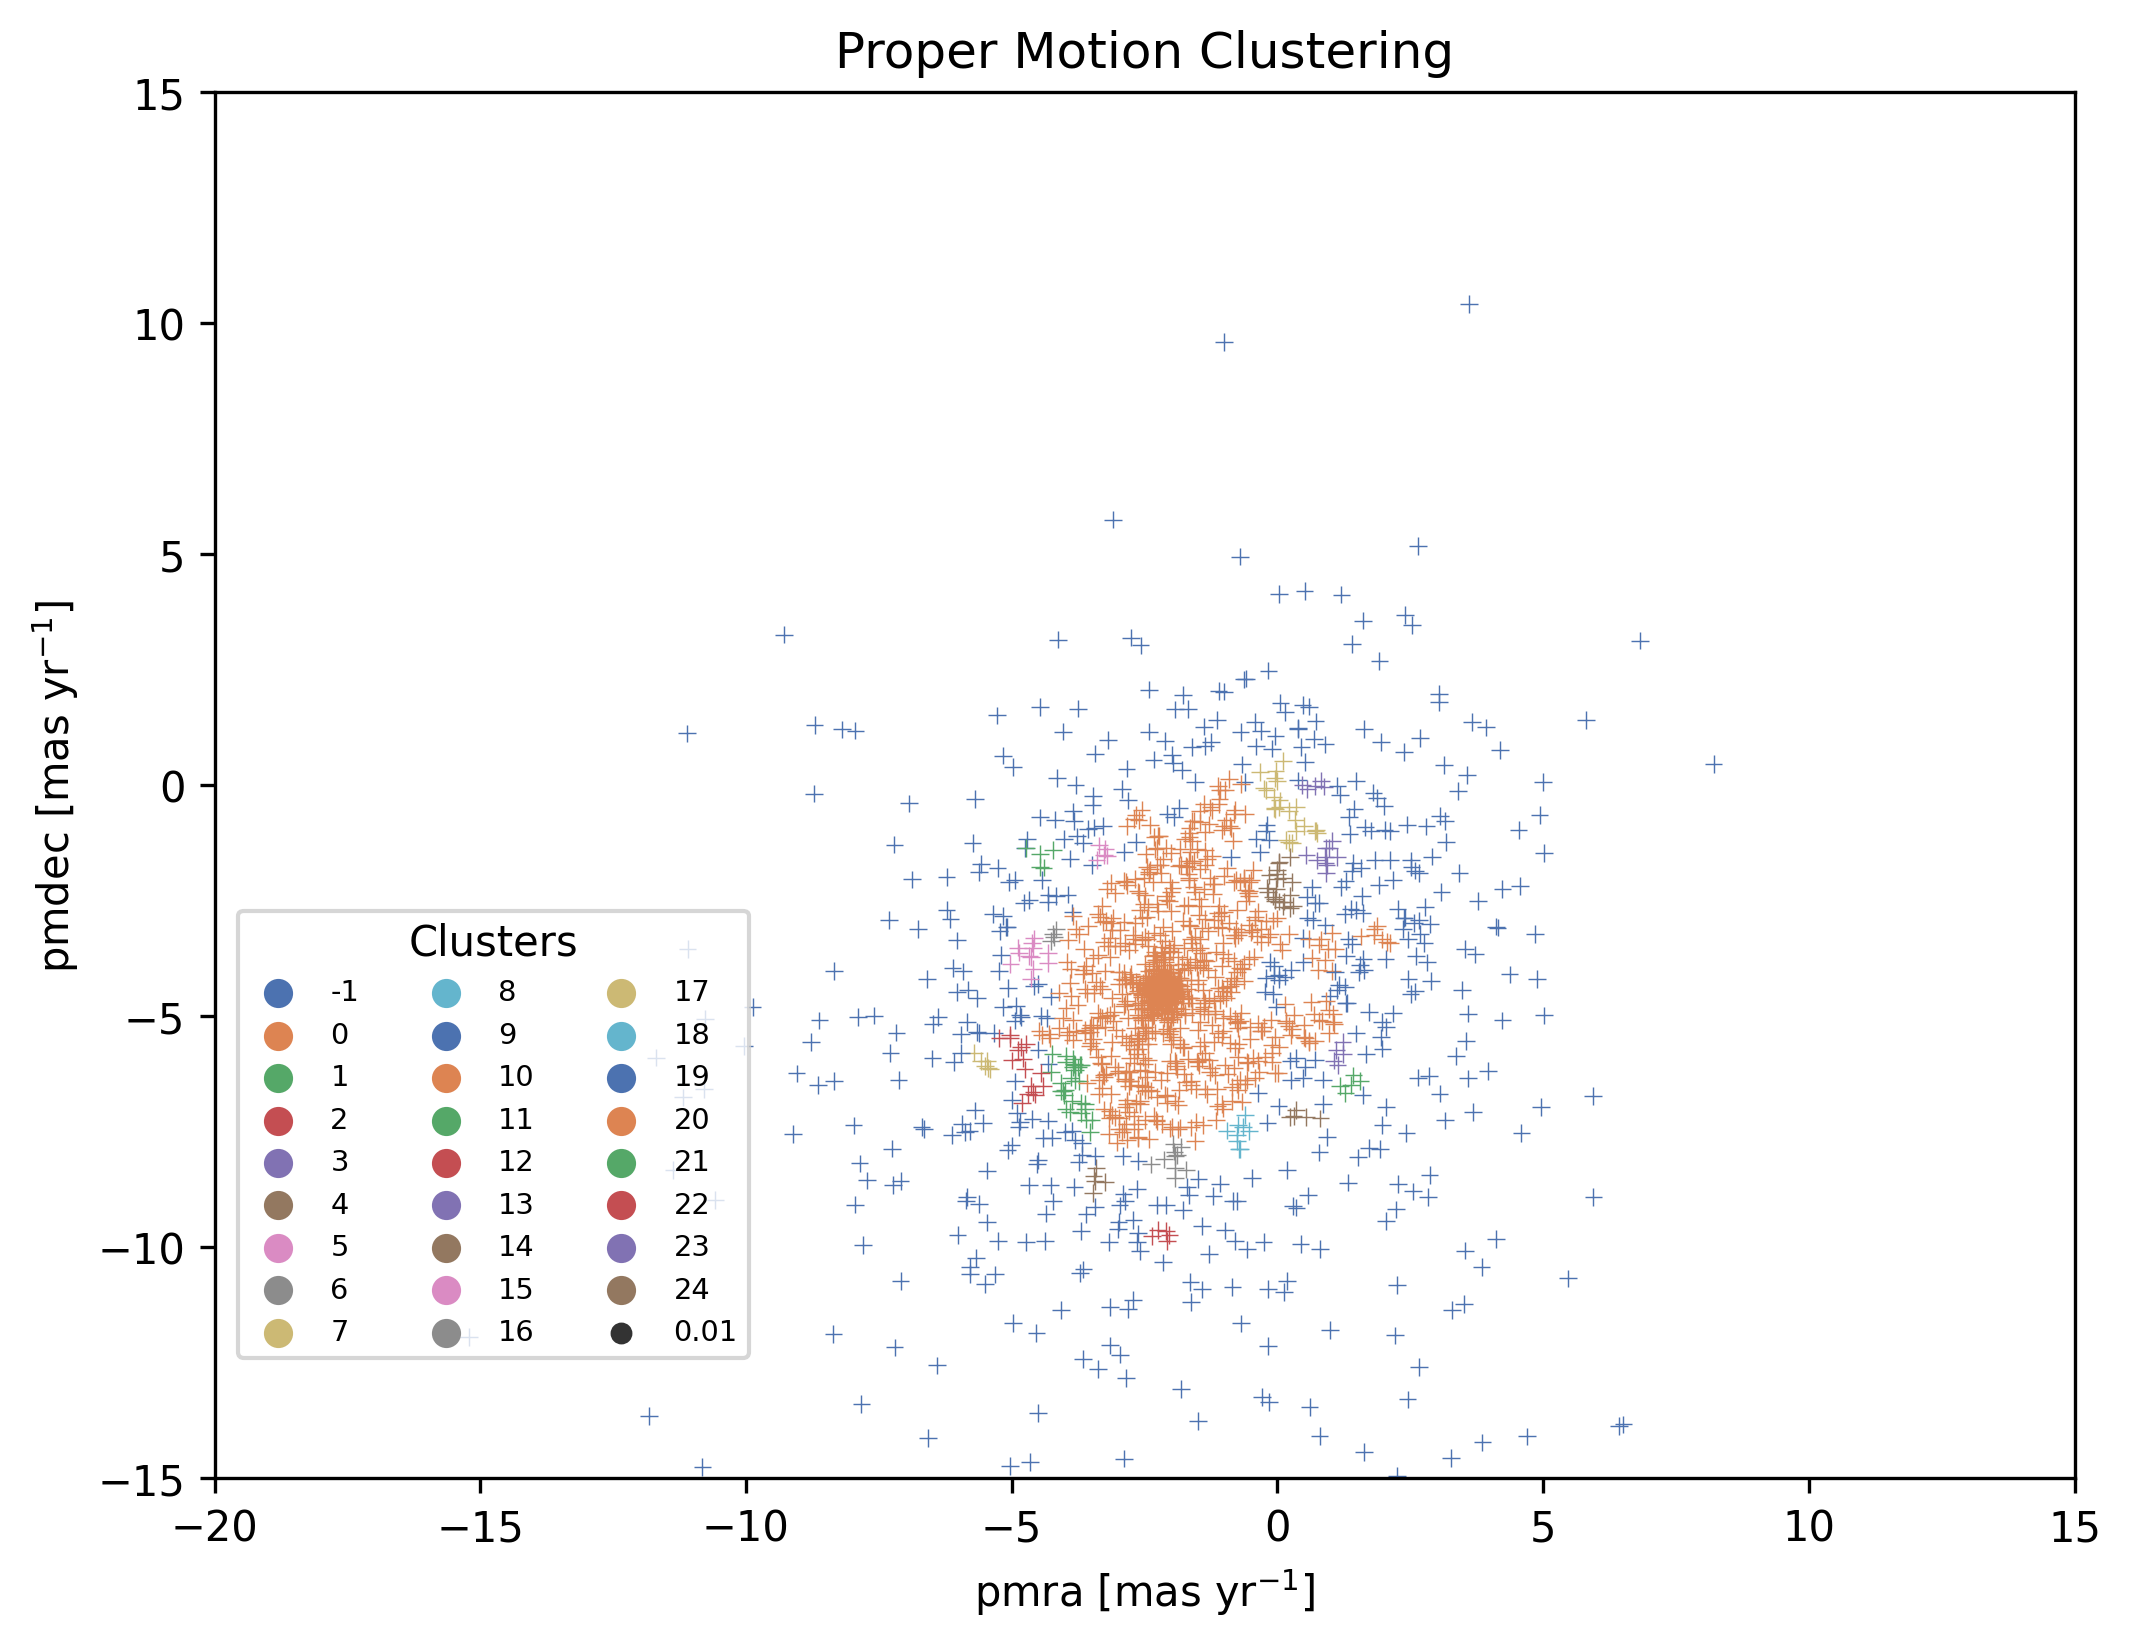 Proper Motion Clustering
15
10
5
0
−5
−10
−15
pmdec [mas yr⁻¹]
Clusters
-1 8 17
0 9 18
1 10 19
2 11 20
3 12 21
4 13 22
5 14 23
6 15 24
7 16 0.01
−20 −15 −10 −5 0 5 10 15
pmra [mas yr⁻¹]